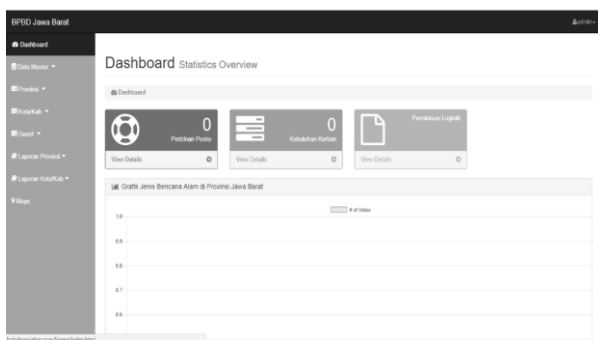 BPBD Jawa Barat
admin
Dashboard
Data Master
Provinsi
Kota/Kab
Guest
Laporan Provinsi
Laporan Kota/Kab
Maps
Dashboard Statistics Overview
Dashboard
0
Perizinan Posko
View Details
0
Kebutuhan Korban
View Details
Permintaan Logistik
View Details
Grafik Jenis Bencana Alam di Provinsi Jawa Barat
# of Votes
1.0
0.9
0.8
0.7
0.6